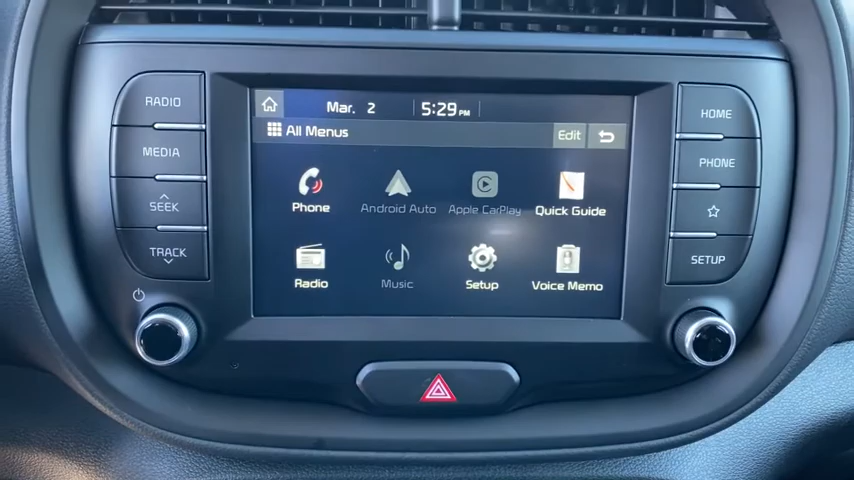 RADIO
MEDIA
SEEK
TRACK
Mar. 2 5:29 PM
All Menus Edit
Phone Android Auto Apple CarPlay Quick Guide
Radio Music Setup Voice Memo
HOME
PHONE
SETUP